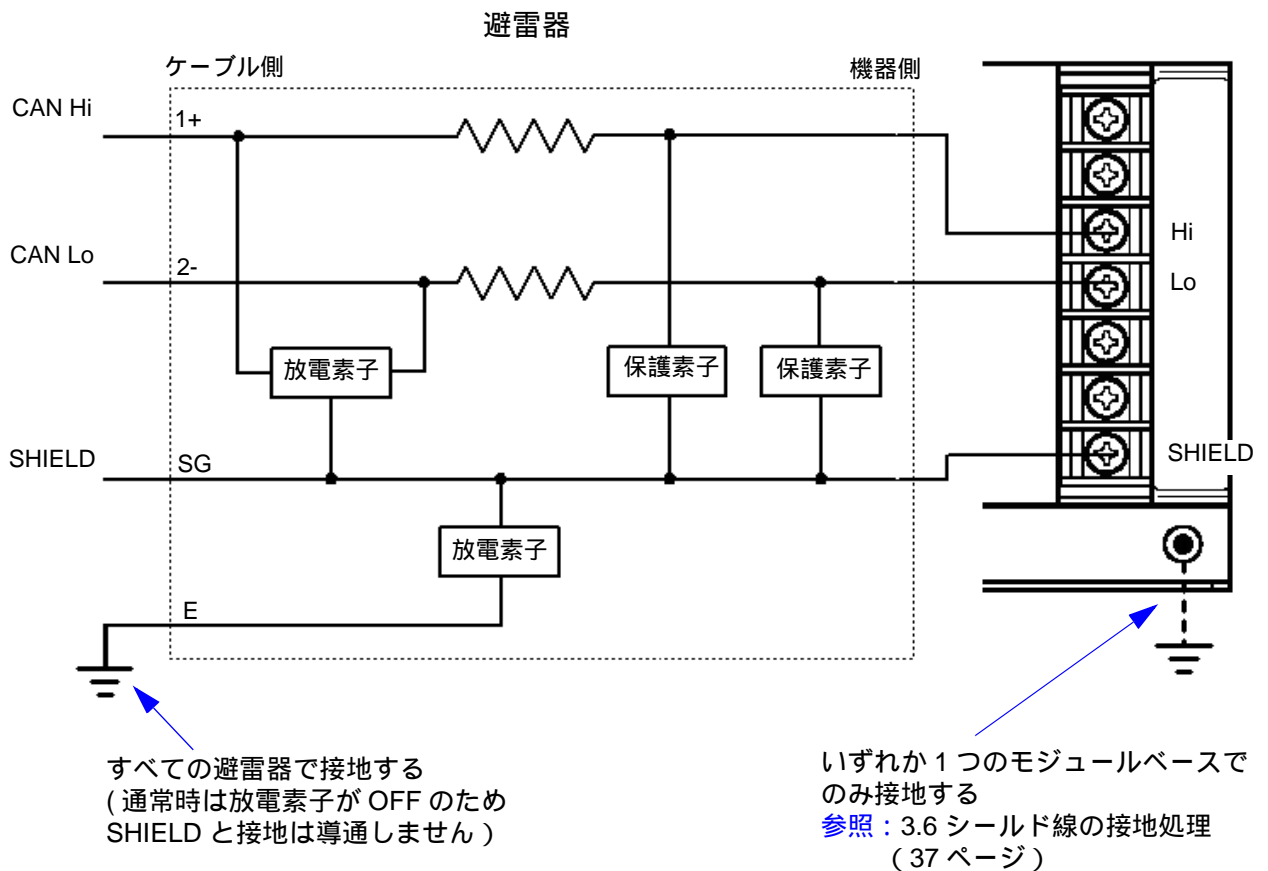 避雷器
ケーブル側
機器側
CAN Hi
1+
CAN Lo
2-
Hi
Lo
放電素子
保護素子
保護素子
SHIELD
SG
SHIELD
放電素子
E
すべての避雷器で接地する
( 通常時は放電素子が OFF のため
SHIELD と接地は導通しません )
いずれか 1 つのモジュールベースで
のみ接地する
参照：3.6 シールド線の接地処理
( 37 ページ )